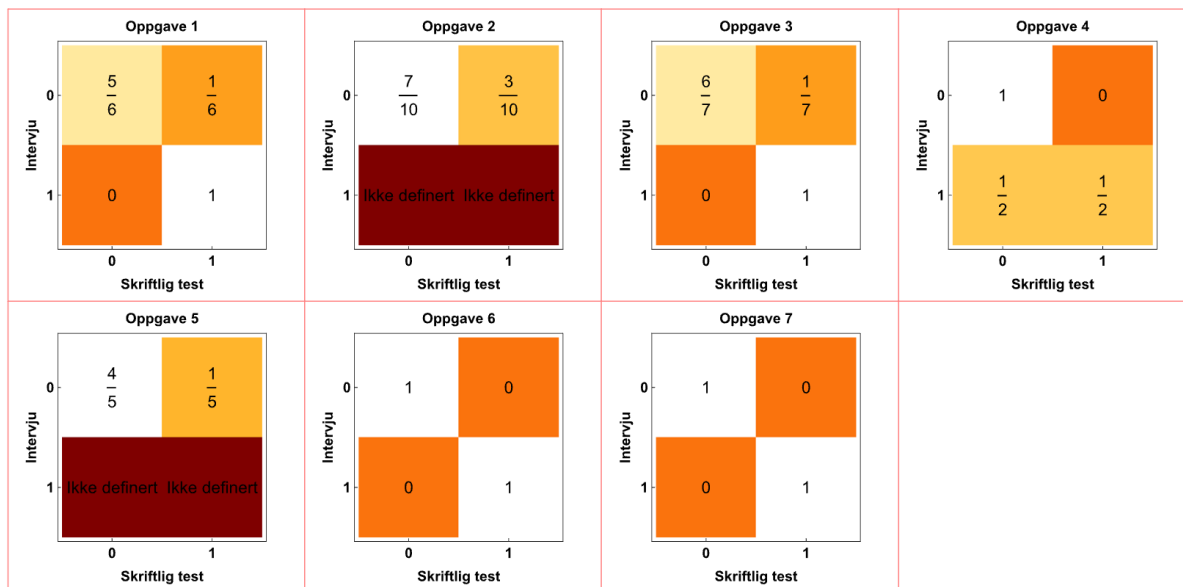 Oppgave 1
Intervju
0
5/6
1/6
1
0
1
0
1
Skriftlig test
Oppgave 2
Intervju
0
7/10
3/10
1
Ikke definert
Ikke definert
0
1
Skriftlig test
Oppgave 3
Intervju
0
6/7
1/7
1
0
1
0
1
Skriftlig test
Oppgave 4
Intervju
0
1
0
1
1/2
1/2
0
1
Skriftlig test
Oppgave 5
Intervju
0
4/5
1/5
1
Ikke definert
Ikke definert
0
1
Skriftlig test
Oppgave 6
Intervju
0
1
0
1
0
1
0
1
Skriftlig test
Oppgave 7
Intervju
0
1
0
1
0
1
0
1
Skriftlig test